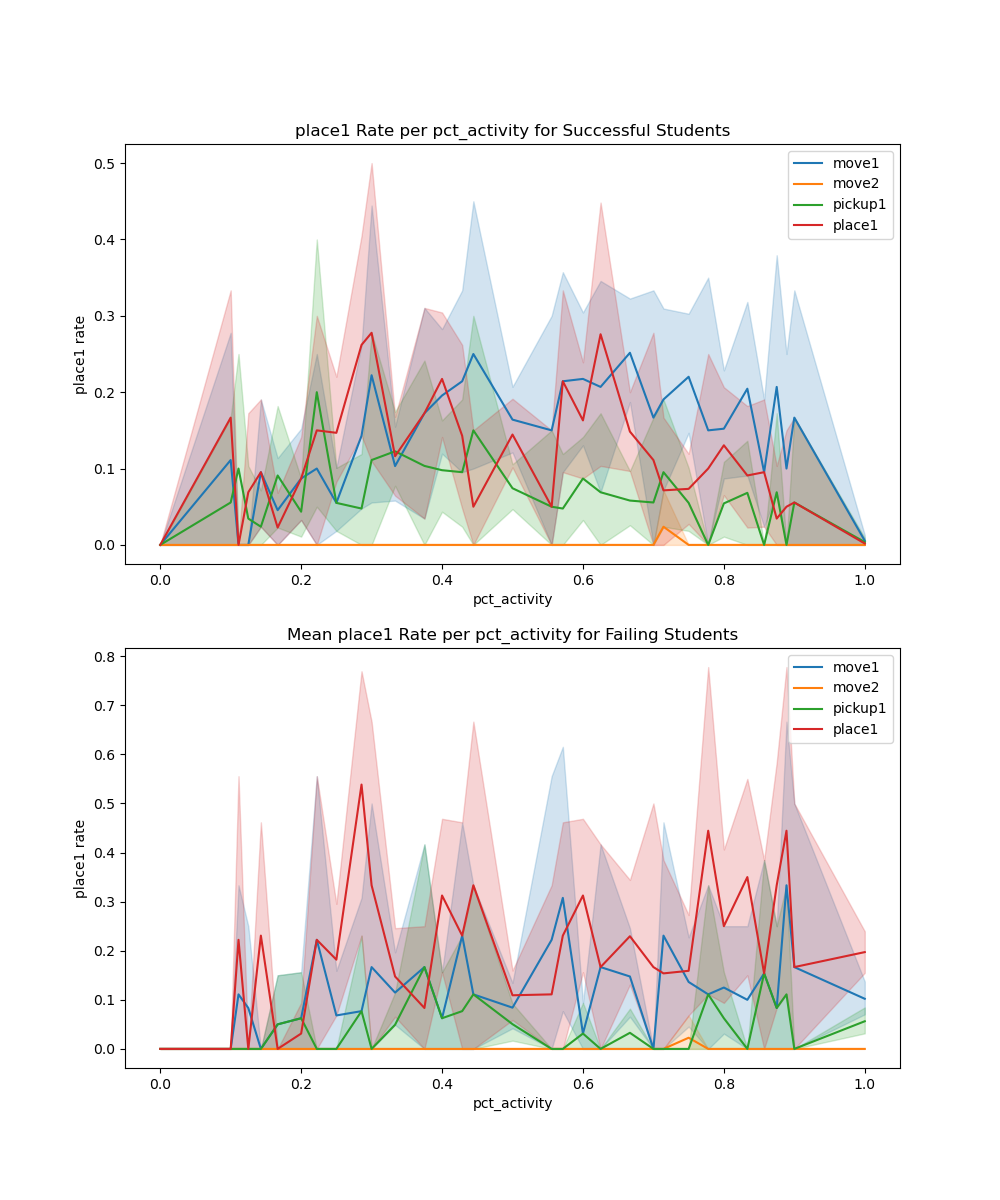 place1 Rate per pct_activity for Successful Students
place1 rate
0.5
0.4
0.3
0.2
0.1
0.0
move1
move2
pickup1
place1
0.0 0.2 0.4 0.6 0.8 1.0
pct_activity
Mean place1 Rate per pct_activity for Failing Students
place1 rate
0.8
0.7
0.6
0.5
0.4
0.3
0.2
0.1
0.0
move1
move2
pickup1
place1
0.0 0.2 0.4 0.6 0.8 1.0
pct_activity